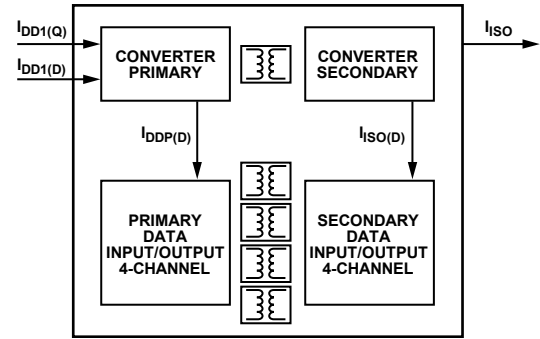 IDD1(Q)
IDD1(D)
CONVERTER
PRIMARY
CONVERTER
SECONDARY
IISO
IDDP(D)
IISO(D)
PRIMARY
DATA
INPUT/OUTPUT
4-CHANNEL
SECONDARY
DATA
INPUT/OUTPUT
4-CHANNEL